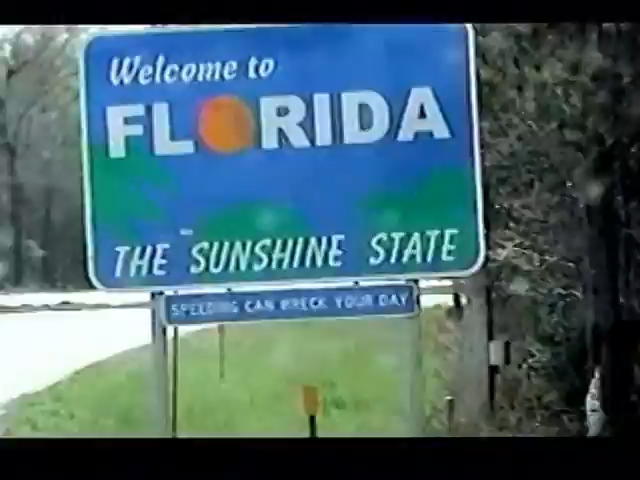 Welcome to
FLORIDA
THE SUNSHINE STATE
SPEEDING CAN WRECK YOUR DAY